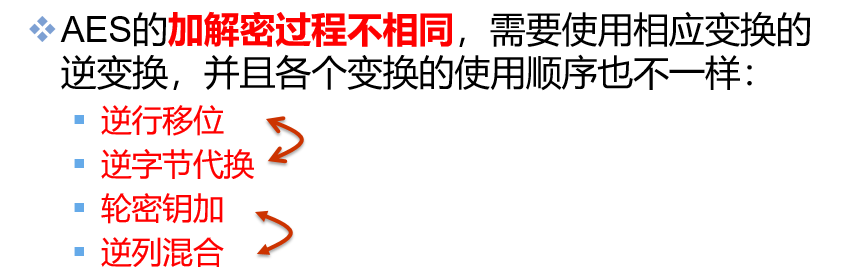 AES的加解密过程不相同，需要使用相应变换的
逆变换，并且各个变换的使用顺序也不一样：
逆行移位
逆字节代换
轮密钥加
逆列混合